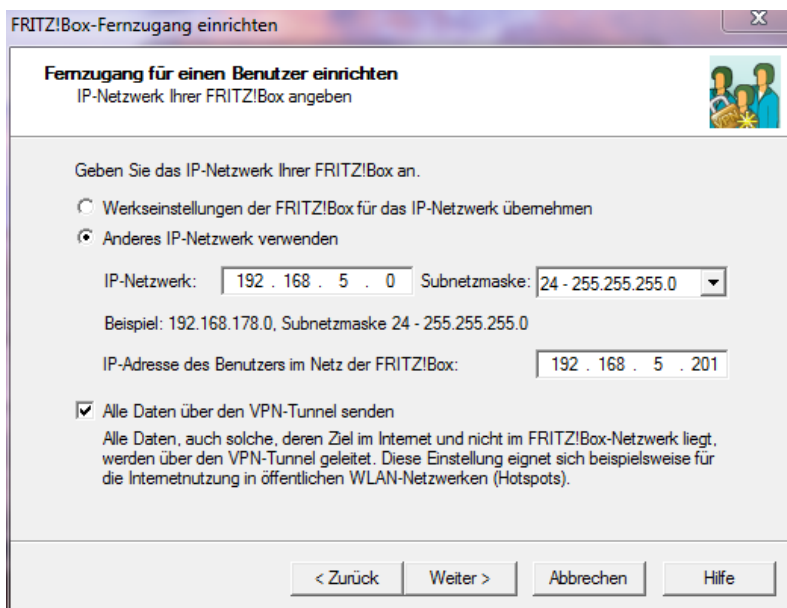 FRITZ!Box-Fernzugang einrichten
Fernzugang für einen Benutzer einrichten
IP-Netzwerk Ihrer FRITZ!Box angeben
Geben Sie das IP-Netzwerk Ihrer FRITZ!Box an.
Werkseinstellungen der FRITZ!Box für das IP-Netzwerk übernehmen
Anderes IP-Netzwerk verwenden
IP-Netzwerk: 192 . 168 . 5 . 0 Subnetzmaske: 24 - 255.255.255.0
Beispiel: 192.168.178.0, Subnetzmaske 24 - 255.255.255.0
IP-Adresse des Benutzers im Netz der FRITZ!Box: 192 . 168 . 5 . 201
Alle Daten über den VPN-Tunnel senden
Alle Daten, auch solche, deren Ziel im Internet und nicht im FRITZ!Box-Netzwerk liegt,
werden über den VPN-Tunnel geleitet. Diese Einstellung eignet sich beispielsweise für
die Internetnutzung in öffentlichen WLAN-Netzwerken (Hotspots).
< Zurück Weiter > Abbrechen Hilfe